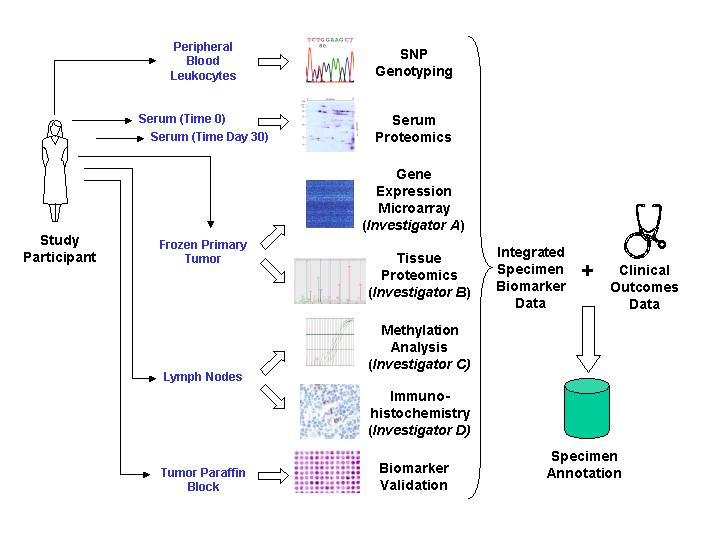 Peripheral
Blood
Leukocytes
TCTGGAAGCT
SNP
Genotyping
Serum (Time 0)
Serum (Time Day 30)
Serum
Proteomics
Gene
Expression
Microarray
(Investigator A)
Study
Participant
Frozen Primary
Tumor
Tissue
Proteomics
(Investigator B)
Integrated
Specimen
Biomarker
Data
+
Clinical
Outcomes
Data
Methylation
Analysis
(Investigator C)
Lymph Nodes
Immuno-
histochemistry
(Investigator D)
Specimen
Annotation
Tumor Paraffin
Block
Biomarker
Validation